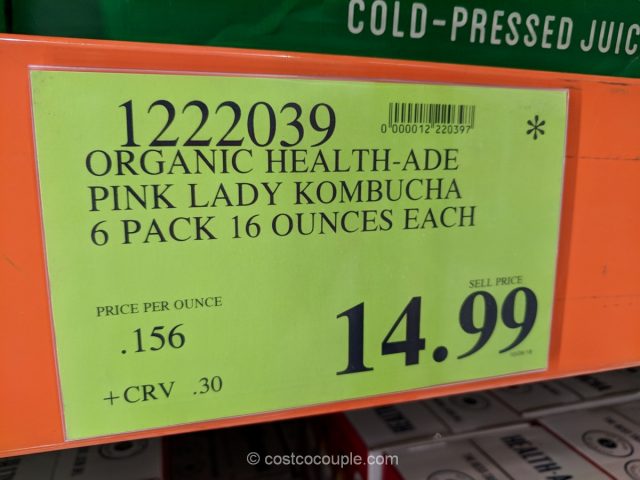 COLD-PRESSED JUIC
1222039
0 000012 220397
*
ORGANIC HEALTH-ADE
PINK LADY KOMBUCHA
6 PACK 16 OUNCES EACH
PRICE PER OUNCE
.156
SELL PRICE
14.99
+CRV .30
HEALTH-A
© costcocouple.com